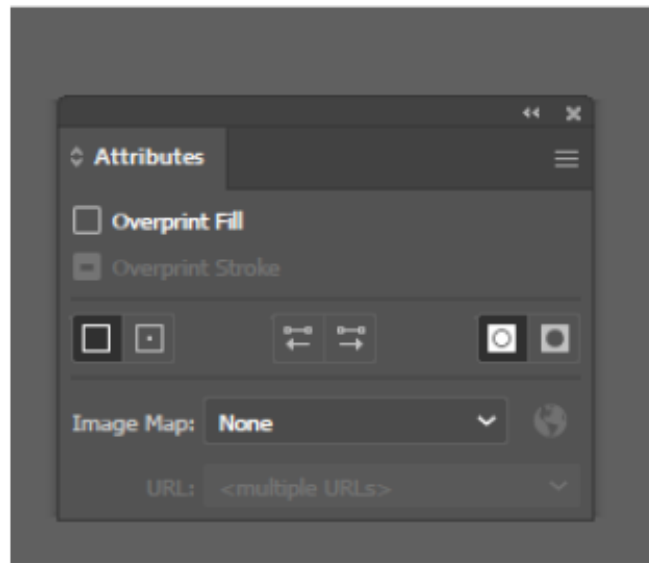 Attributes
Overprint Fill
Overprint Stroke
Image Map: None
URL: <multiple URLs>